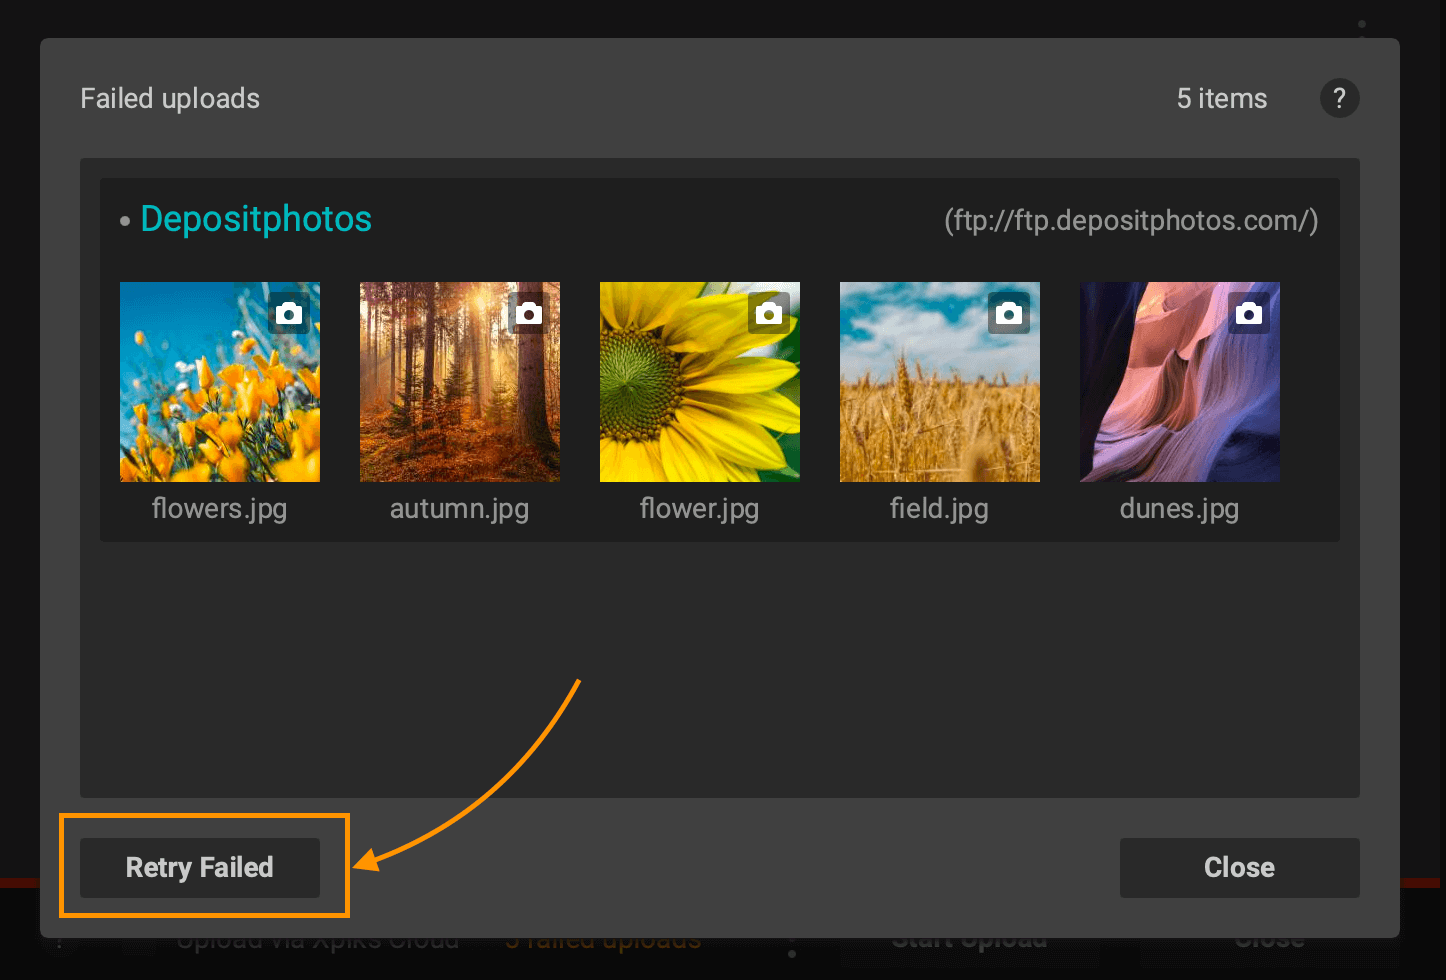 Failed uploads 5 items ?
• Depositphotos (ftp://ftp.depositphotos.com/)
flowers.jpg autumn.jpg flower.jpg field.jpg dunes.jpg
Retry Failed Close
Upload via Xpiks Cloud 5 failed uploads Start Upload Close